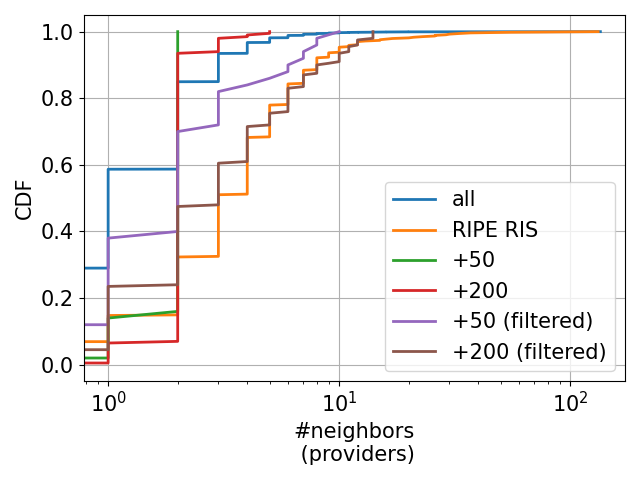 1.0
0.8
0.6
0.4
0.2
0.0
CDF
10^0
10^1
10^2
#neighbors
(providers)
all
RIPE RIS
+50
+200
+50 (filtered)
+200 (filtered)